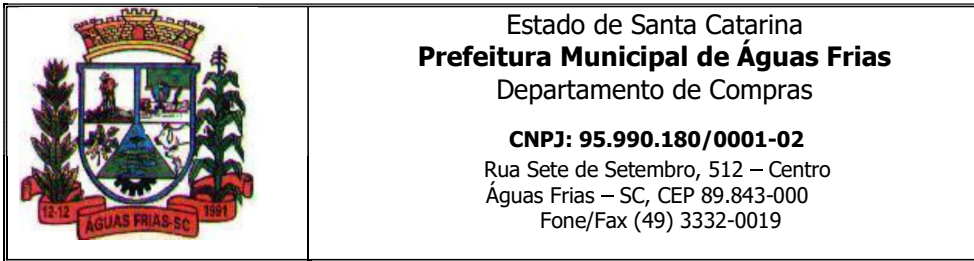 Estado de Santa Catarina
Prefeitura Municipal de Águas Frias
Departamento de Compras
CNPJ: 95.990.180/0001-02
Rua Sete de Setembro, 512 – Centro
Águas Frias – SC, CEP 89.843-000
Fone/Fax (49) 3332-0019
12-12
ÁGUAS FRIAS-SC
1991